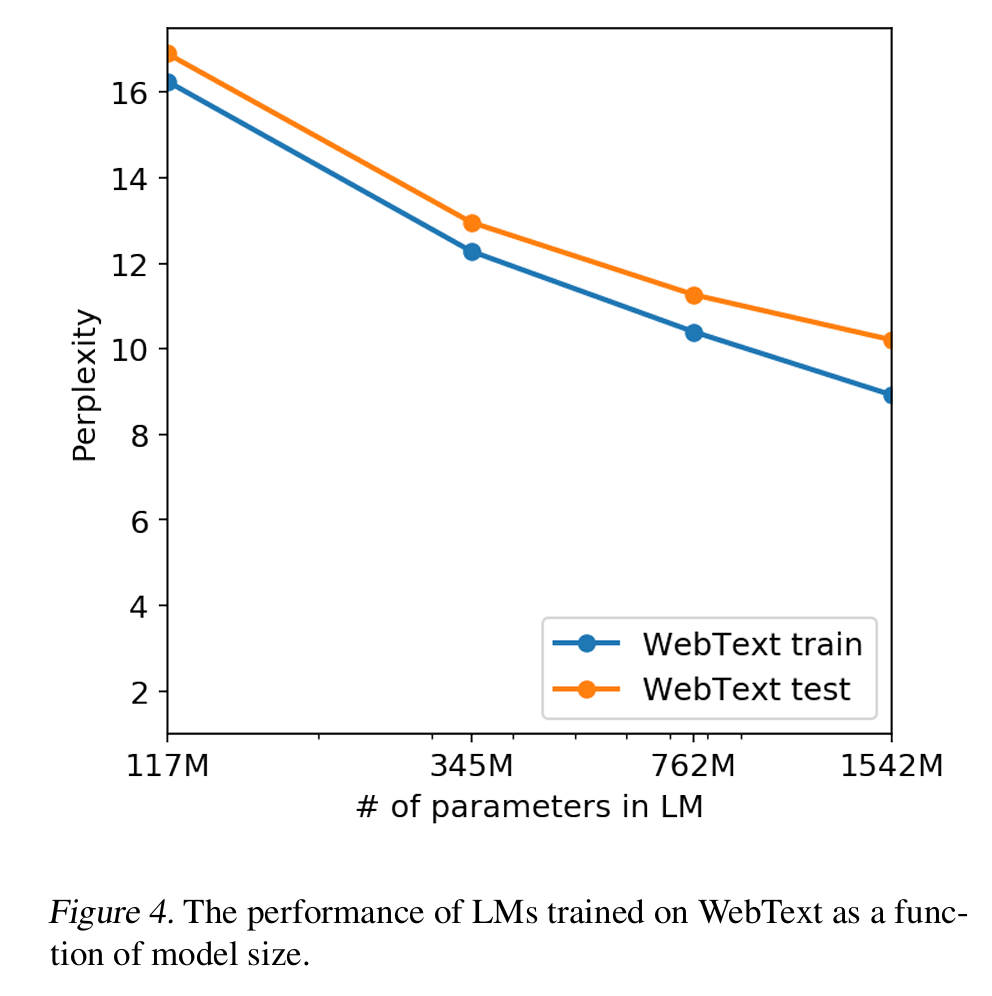 16
14
12
10
8
6
4
2
Perplexity
WebText train
WebText test
117M 345M 762M 1542M
# of parameters in LM
Figure 4. The performance of LMs trained on WebText as a func-
tion of model size.